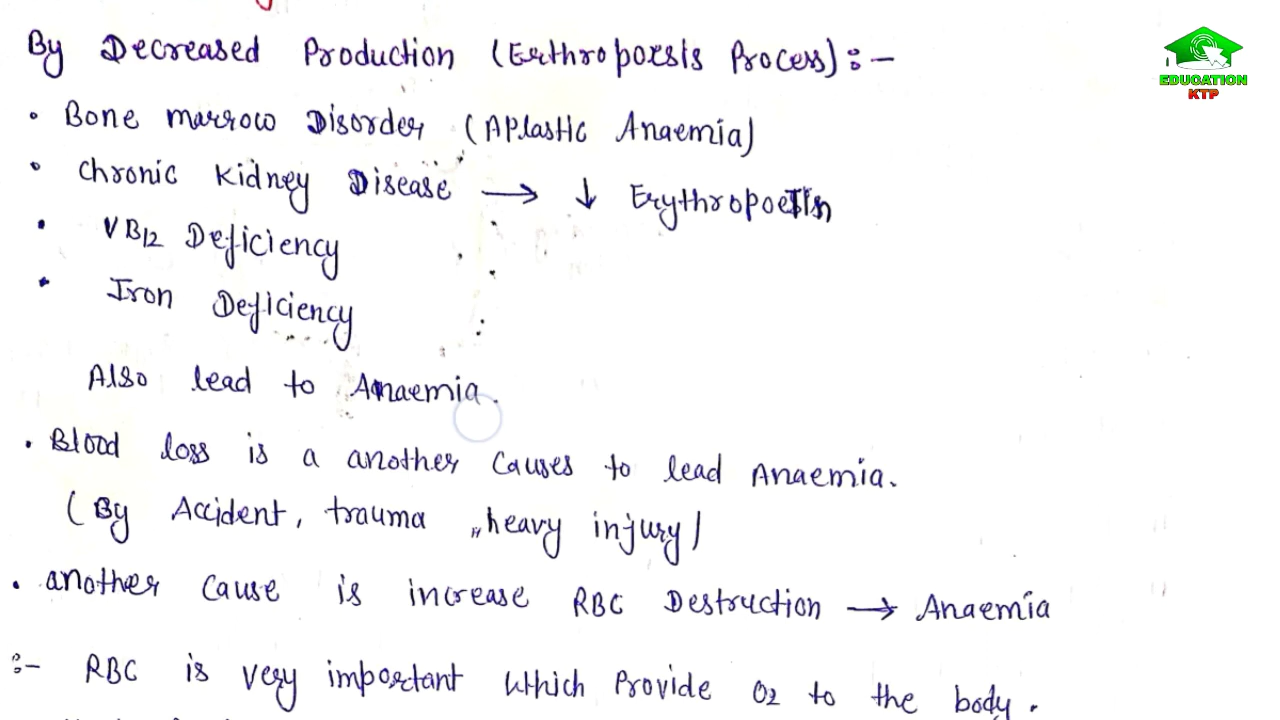 By Decreased Production (Erthropoesis Process) :-
EDUCATION
KTP
• Bone marrow Disorder (Aplastic Anaemia)
• Chronic Kidney Disease → ↓ Erythropoetin
• VB12 Deficiency
• Iron Deficiency
Also lead to Anaemia.
• Blood loss is a another causes to lead Anaemia.
(By Accident, trauma ,, heavy injury)
• another cause is increase RBC Destruction → Anaemia
:- RBC is very important which provide O2 to the body.